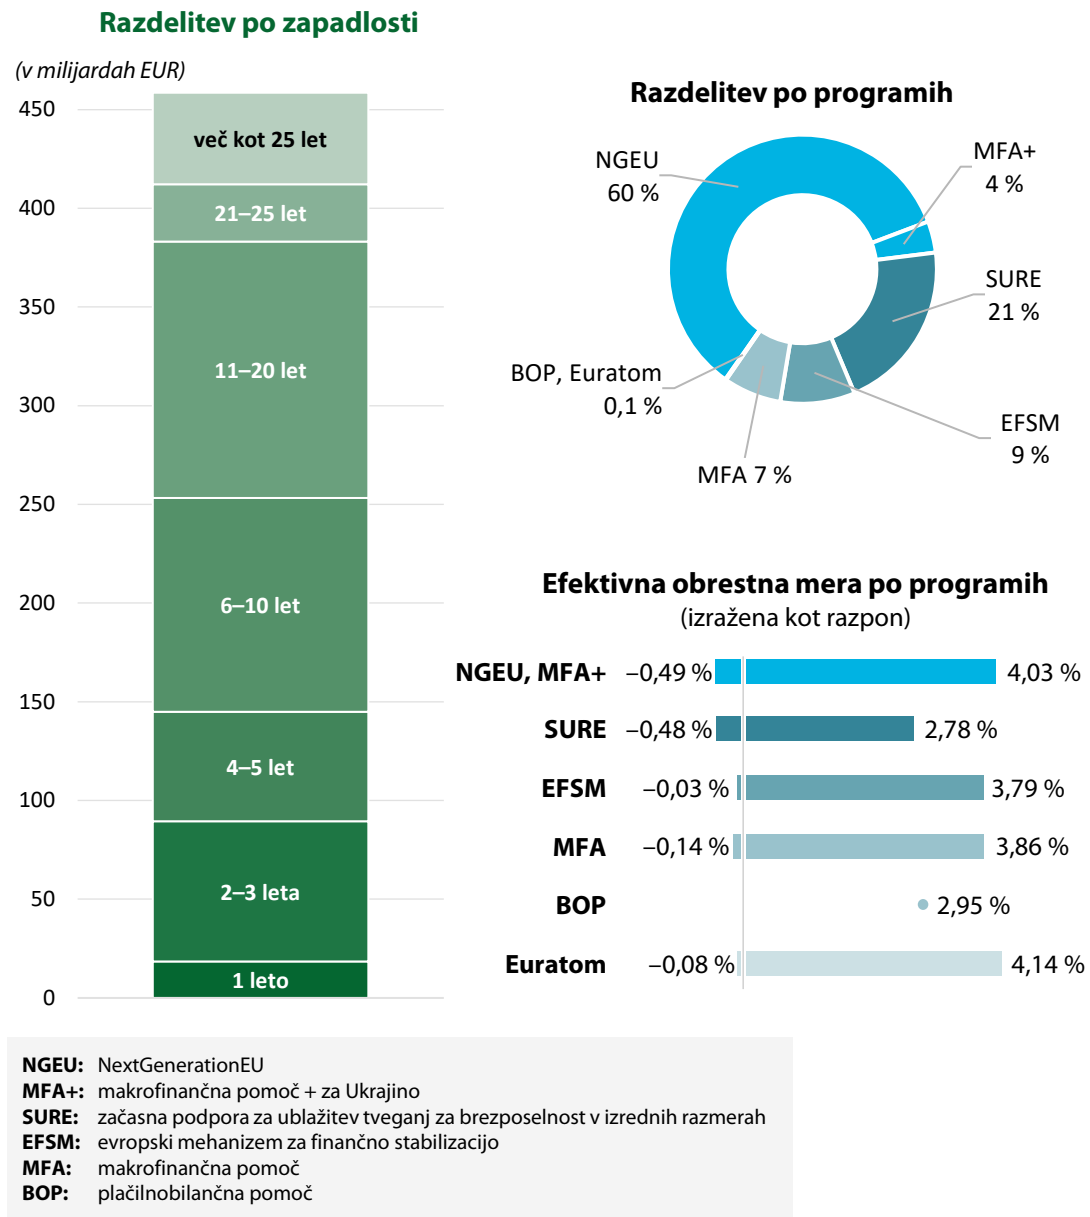 Razdelitev po zapadlosti
(v milijardah EUR)
450
400
350
300
250
200
150
100
50
0
več kot 25 let
21–25 let
11–20 let
6–10 let
4–5 let
2–3 leta
1 leto
Razdelitev po programih
NGEU
60 %
MFA+
4 %
SURE
21 %
EFSM
9 %
MFA 7 %
BOP, Euratom
0,1 %
Efektivna obrestna mera po programih
(izražena kot razpon)
NGEU, MFA+ –0,49 % 4,03 %
SURE –0,48 % 2,78 %
EFSM –0,03 % 3,79 %
MFA –0,14 % 3,86 %
BOP 2,95 %
Euratom –0,08 % 4,14 %
NGEU: NextGenerationEU
MFA+: makrofinančna pomoč + za Ukrajino
SURE: začasna podpora za ublažitev tveganj za brezposelnost v izrednih razmerah
EFSM: evropski mehanizem za finančno stabilizacijo
MFA: makrofinančna pomoč
BOP: plačilnobilančna pomoč